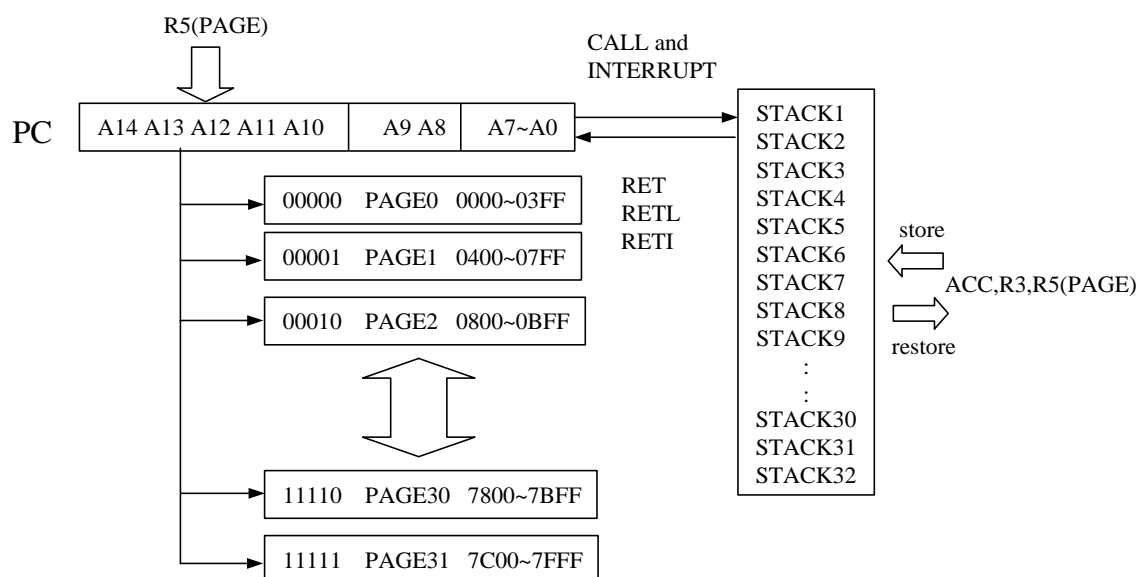 R5(PAGE)
CALL and
INTERRUPT
PC
A14 A13 A12 A11 A10
A9 A8
A7~A0
00000 PAGE0 0000~03FF
00001 PAGE1 0400~07FF
00010 PAGE2 0800~0BFF
11110 PAGE30 7800~7BFF
11111 PAGE31 7C00~7FFF
RET
RETL
RETI
STACK1
STACK2
STACK3
STACK4
STACK5
STACK6
STACK7
STACK8
STACK9
:
:
STACK30
STACK31
STACK32
store
ACC,R3,R5(PAGE)
restore